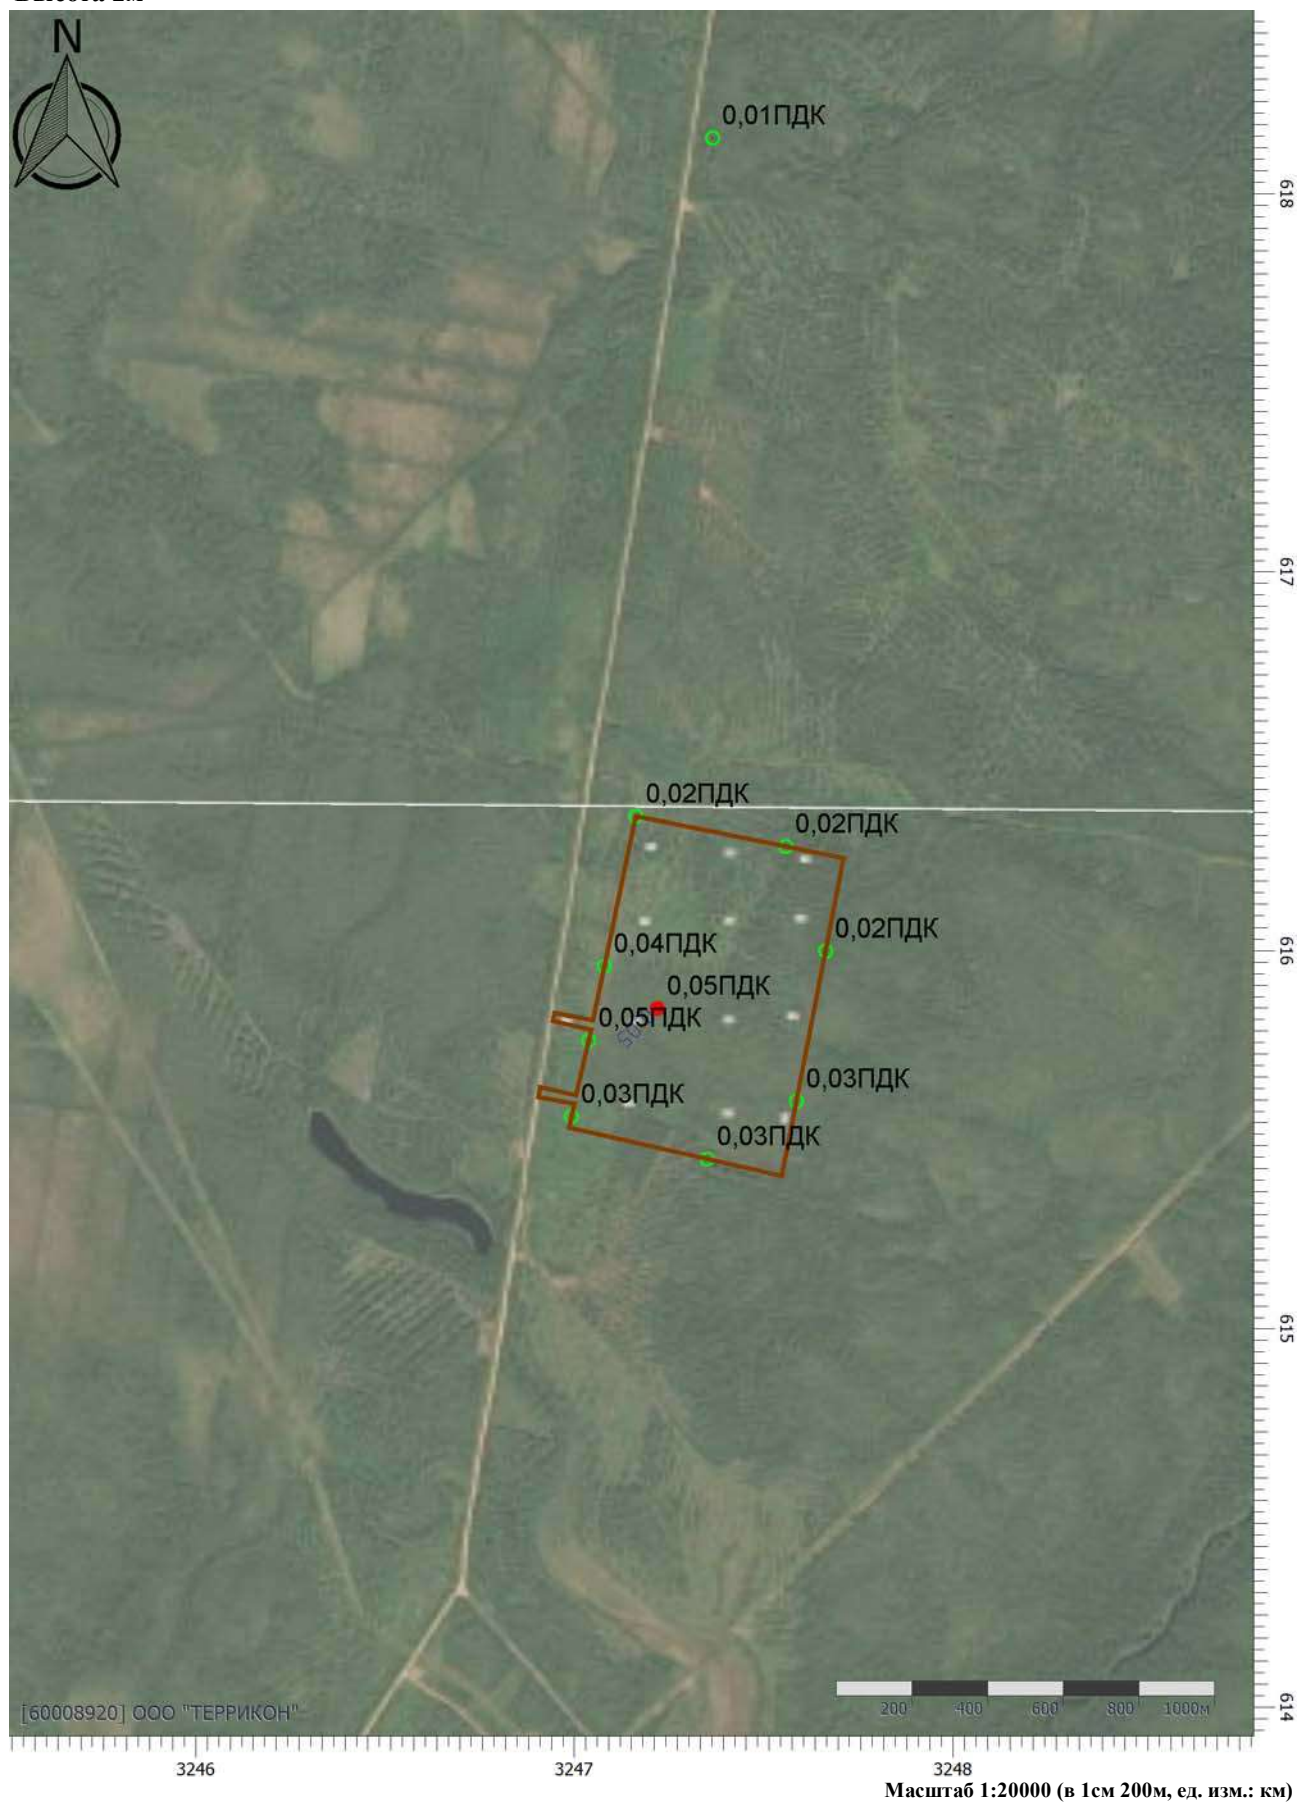 Высота 2м
N
0,01ПДК
618
617
0,02ПДК
0,02ПДК
0,02ПДК
616
0,04ПДК
0,05ПДК
0,05ПДК
0,03ПДК
0,03ПДК
0,03ПДК
615
[60008920] ООО "ТЕРРИКОН"
200 400 600 800 1000м
614
3246 3247 3248
Масштаб 1:20000 (в 1см 200м, ед. изм.: км)